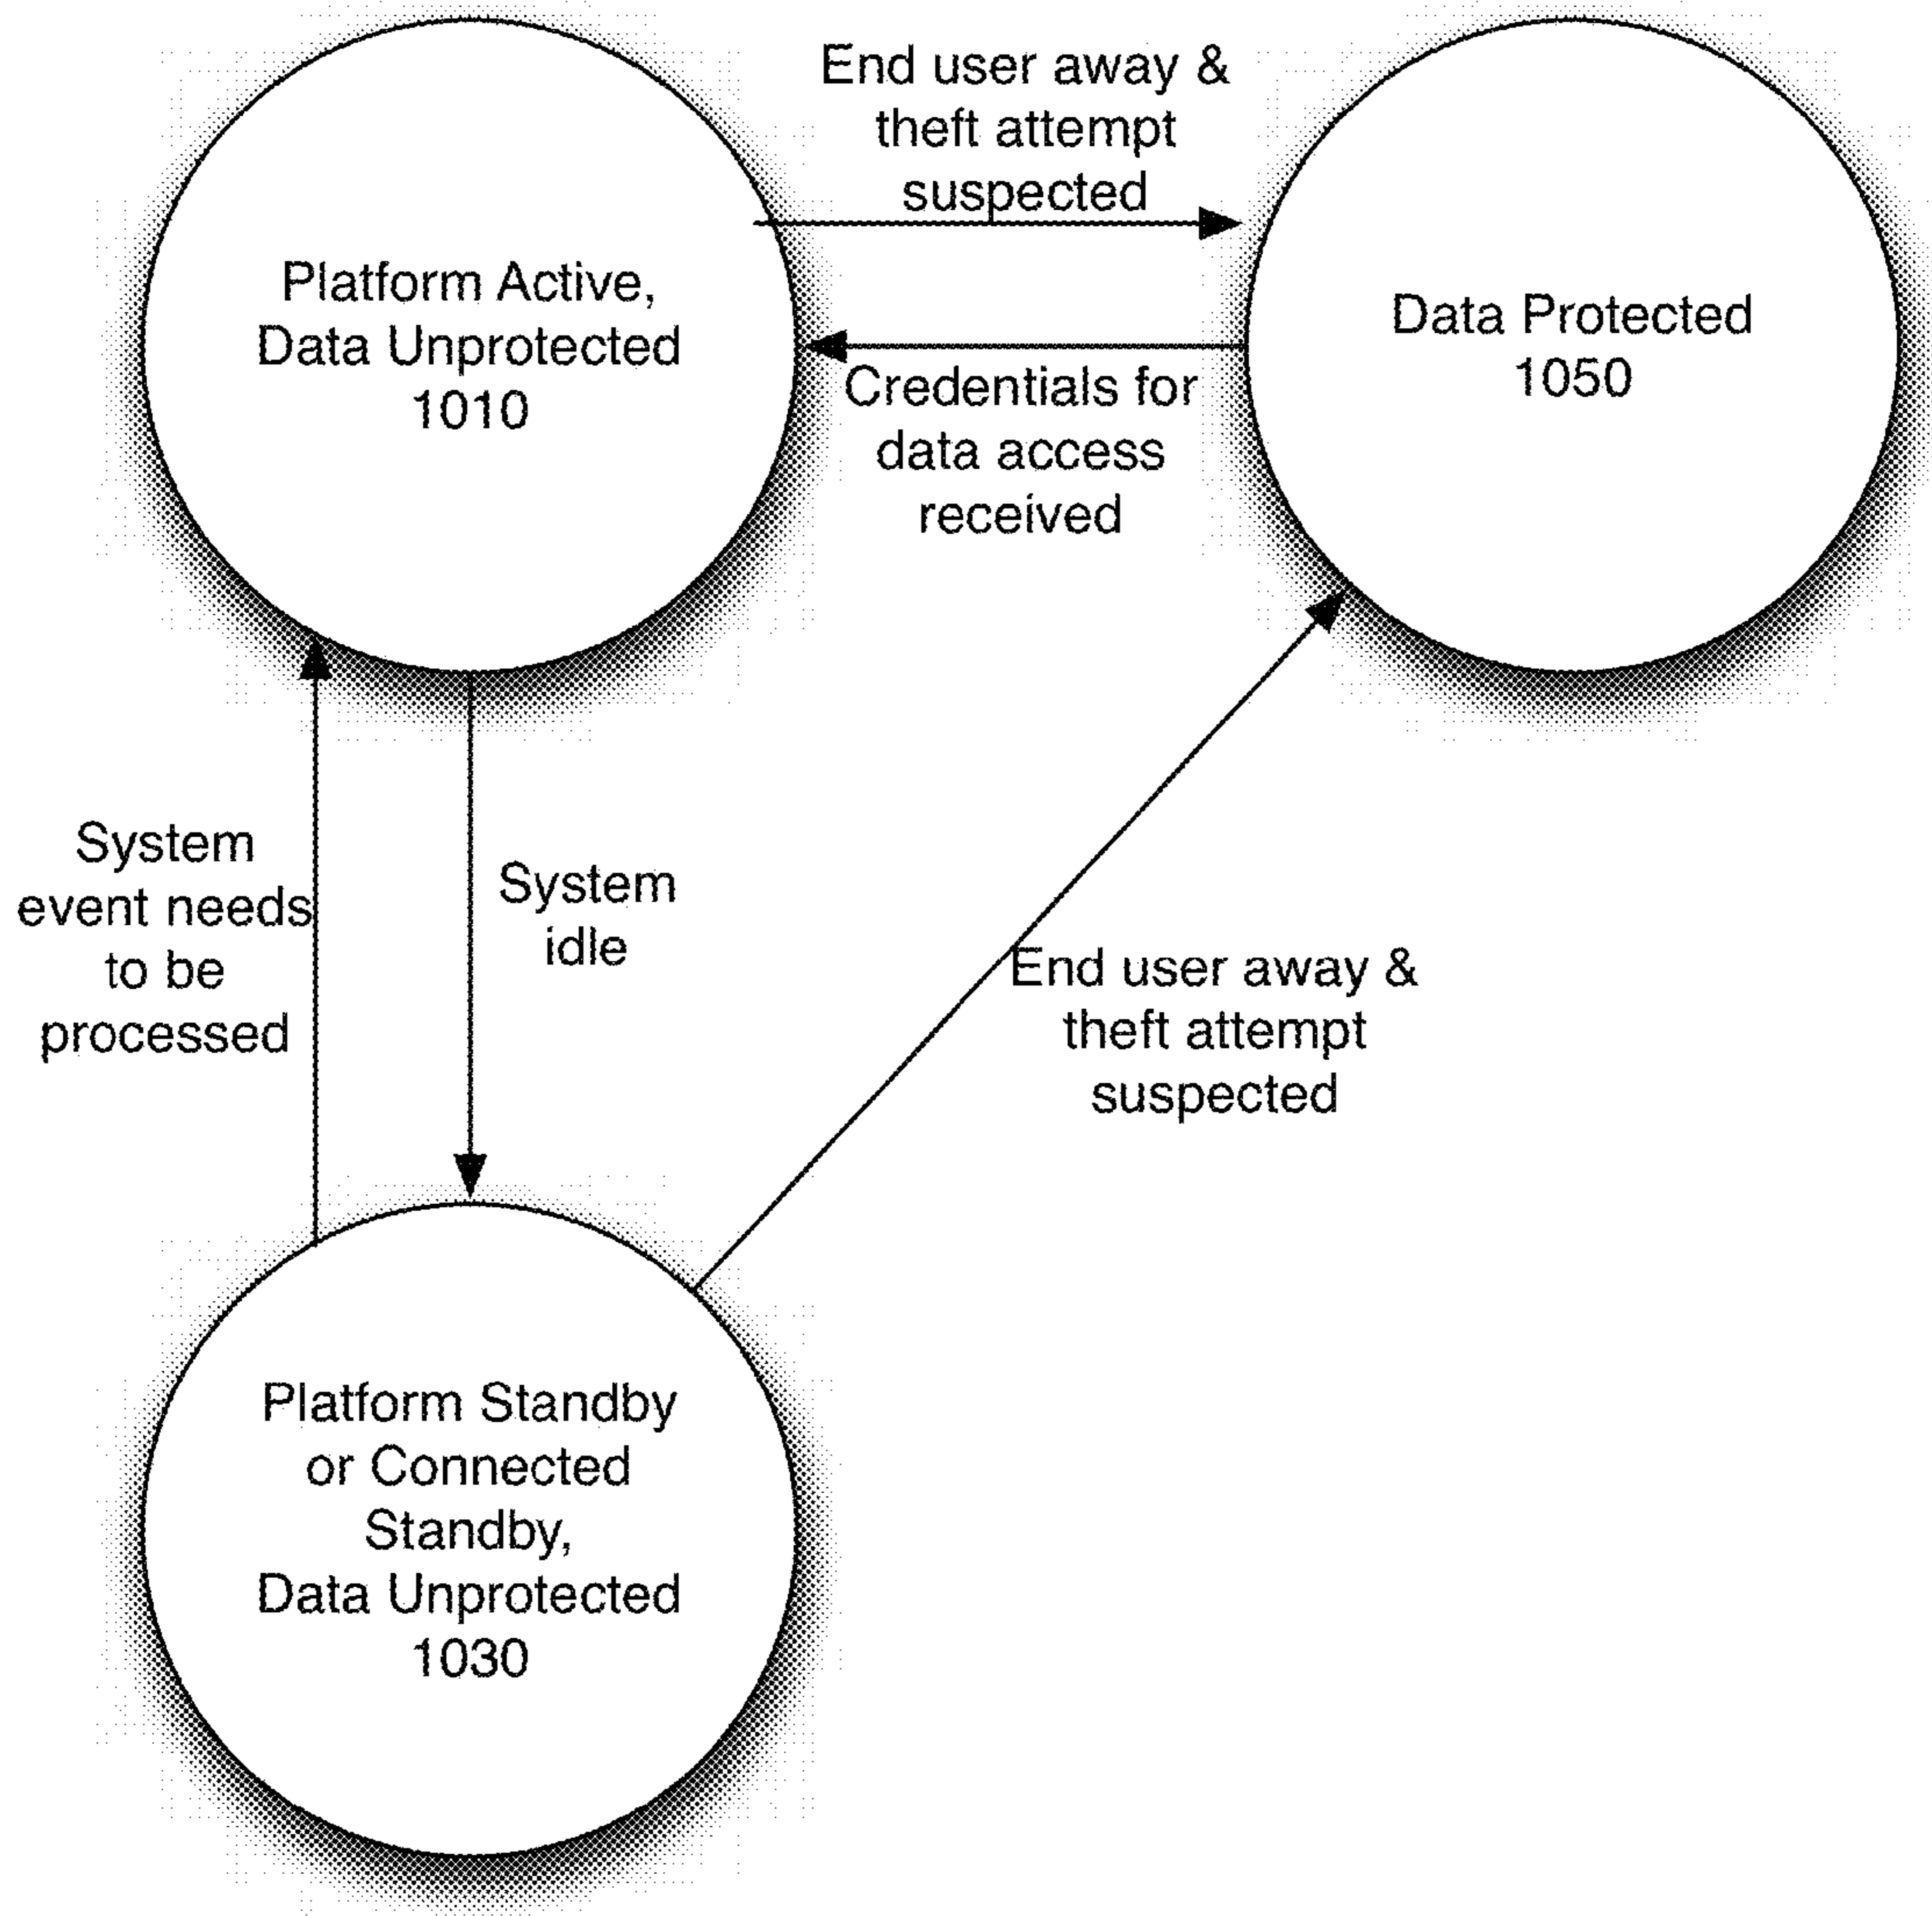 End user away &
theft attempt
suspected
Platform Active,
Data Unprotected
1010
Data Protected
1050
Credentials for
data access
received
System
event needs
to be
processed
System
idle
End user away &
theft attempt
suspected
Platform Standby
or Connected
Standby,
Data Unprotected
1030